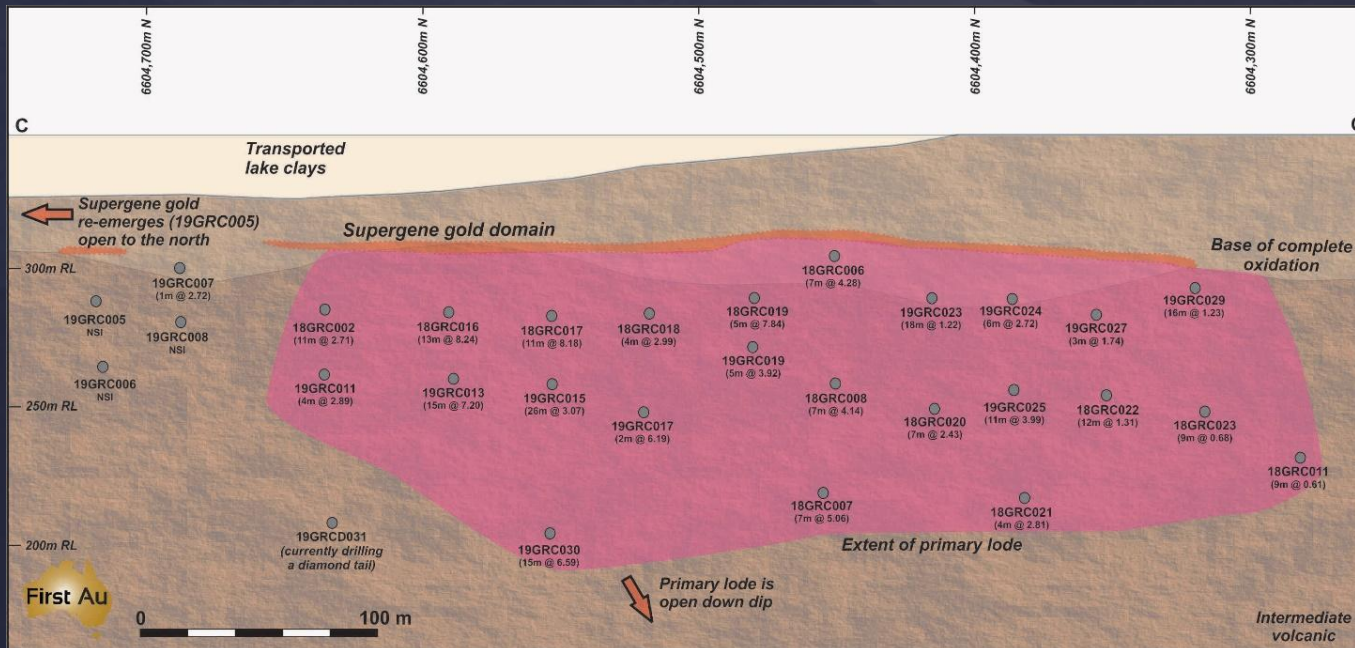 6604,700m N
6604,600m N
6604,500m N
6604,400m N
6604,300m N
C
Transported
lake clays
Supergene gold
re-emerges (19GRC005)
open to the north
Supergene gold domain
Base of complete
oxidation
300m RL
19GRC007
(1m @ 2.72)
19GRC005
NSI
19GRC008
NSI
19GRC006
NSI
18GRC002
(11m @ 2.71)
18GRC016
(13m @ 8.24)
18GRC017
(11m @ 8.18)
18GRC018
(4m @ 2.99)
18GRC019
(5m @ 7.84)
18GRC006
(7m @ 4.28)
19GRC023
(18m @ 1.22)
19GRC024
(6m @ 2.72)
19GRC027
(3m @ 1.74)
19GRC029
(16m @ 1.23)
19GRC011
(4m @ 2.89)
19GRC013
(15m @ 7.20)
19GRC015
(26m @ 3.07)
19GRC017
(2m @ 6.19)
19GRC019
(5m @ 3.92)
18GRC008
(7m @ 4.14)
18GRC020
(7m @ 2.43)
19GRC025
(11m @ 3.99)
18GRC022
(12m @ 1.31)
18GRC023
(9m @ 0.68)
250m RL
18GRC011
(9m @ 0.61)
18GRC007
(7m @ 5.06)
18GRC021
(4m @ 2.81)
200m RL
19GRCD031
(currently drilling
a diamond tail)
19GRC030
(15m @ 6.59)
Extent of primary lode
Primary lode is
open down dip
First Au
0
100 m
Intermediate
volcanic